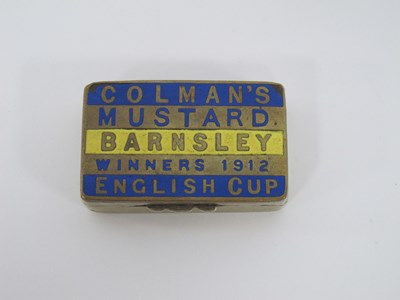 COLMAN'S
MUSTARD.
BARNSLEY
WINNERS 1912
ENGLISH CUP